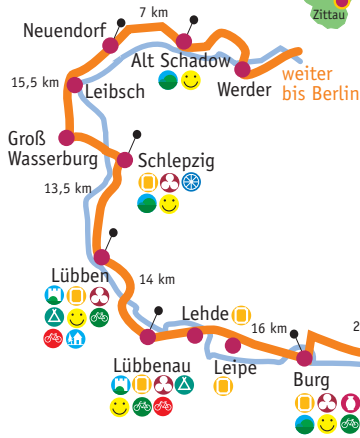 Zittau
7 km
Neuendorf
Alt Schadow
Werder
weiter
bis Berlin
15,5 km
Leibsch
Groß
Wasserburg
Schlepzig
13,5 km
Lübben
14 km
Lehde
16 km
2
Lübbenau
Leipe
Burg